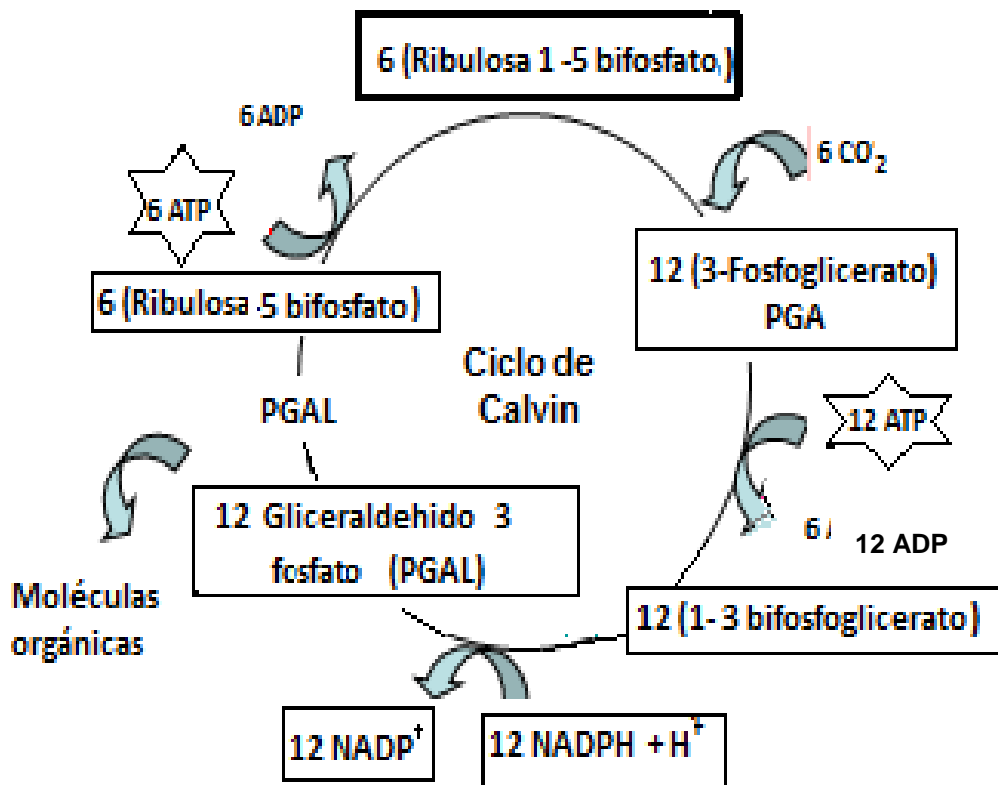 6 (Ribulosa 1 -5 bifosfato )
6 ADP
6 CO2
6 ATP
12 (3-Fosfoglicerato)
PGA
6 (Ribulosa -5 bifosfato)
Ciclo de
Calvin
PGAL
12 ATP
12 Gliceraldehido 3
fosfato (PGAL)
6
12 ADP
Moléculas
orgánicas
12 (1- 3 bifosfoglicerato)
12 NADP+
12 NADPH + H+